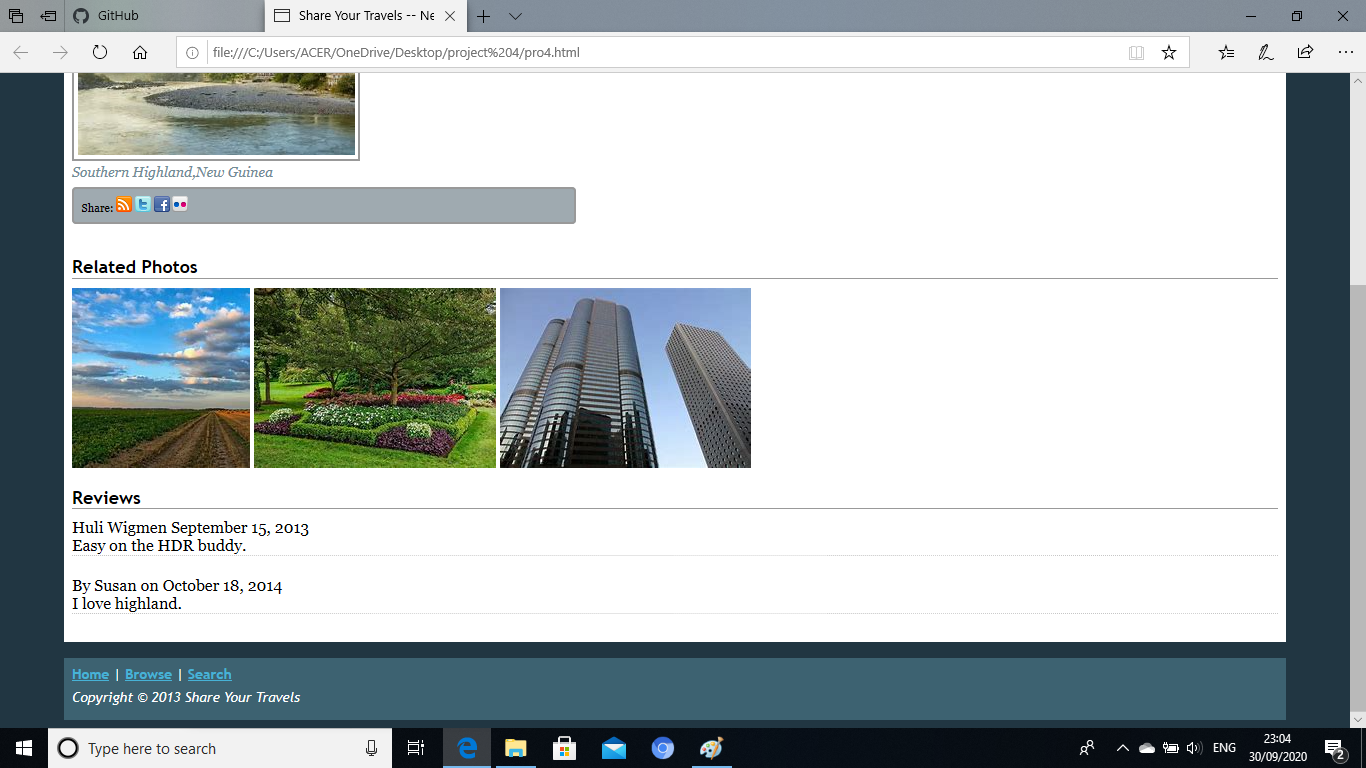 GitHub
Share Your Travels -- Ne
file:///C:/Users/ACER/OneDrive/Desktop/project%204/pro4.html
Southern Highland,New Guinea
Share:
Related Photos
Reviews
Huli Wigmen September 15, 2013
Easy on the HDR buddy.
By Susan on October 18, 2014
I love highland.
Home | Browse | Search
Copyright © 2013 Share Your Travels
Type here to search
ENG
23:04
30/09/2020
2